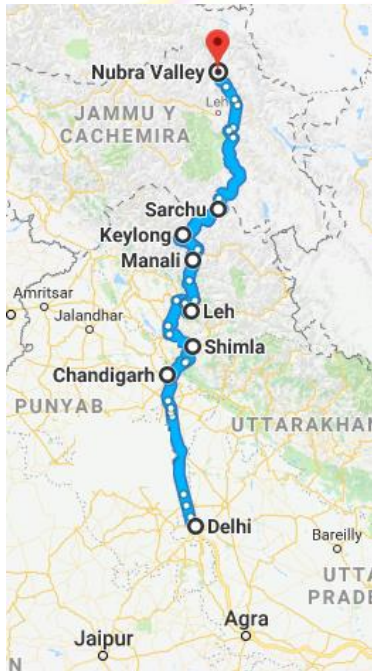 Nubra Valley
Leh
JAMMU Y
CACHEMIRA
Sarchu
Keylong
Manali
Amritsar
Leh
Jalandhar
Shimla
Chandigarh
PUNYAB
UTTARAKHAN
Delhi
Bareilly
UTTA
PRADE
Agra
Jaipur
N